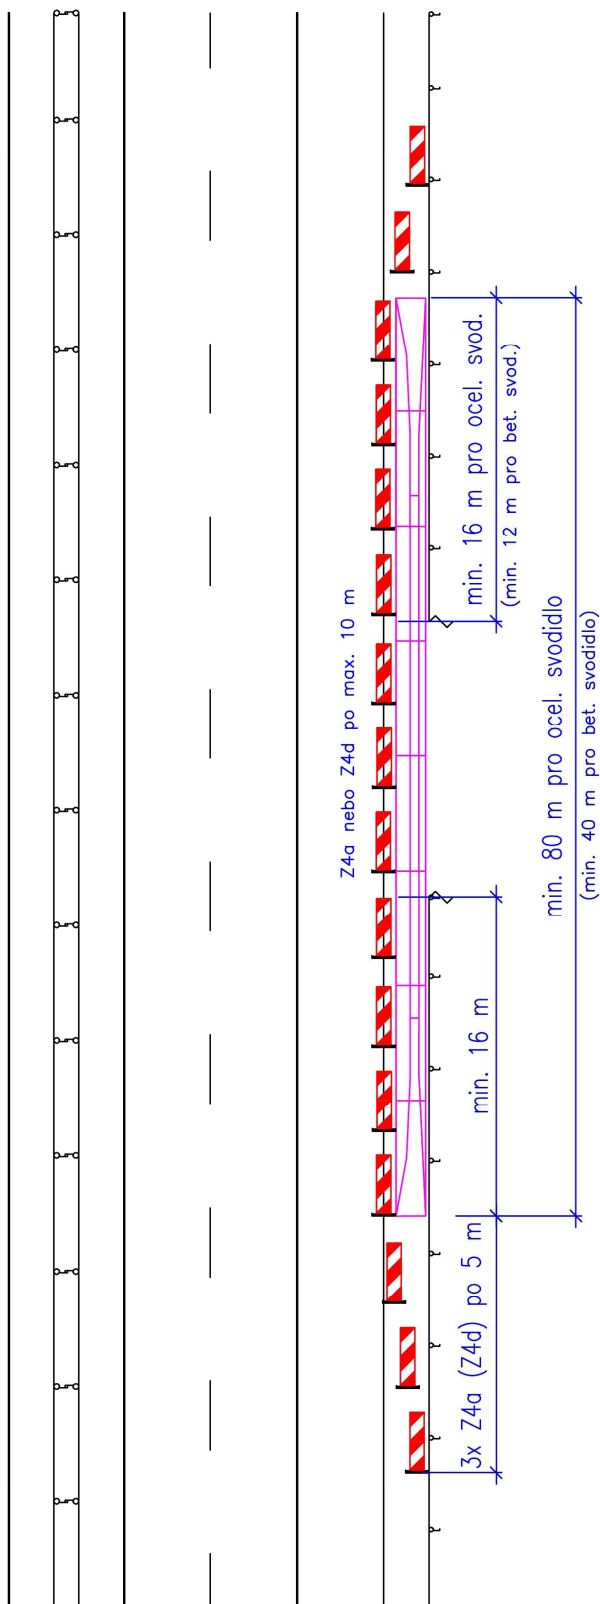 min. 16 m pro ocel. svod.
(min. 12 m pro bet. svod.)
Z4a nebo Z4d po max. 10 m
min. 80 m pro ocel. svodidlo
(min. 40 m pro bet. svodidlo)
min. 16 m
3x Z4a (Z4d) po 5 m